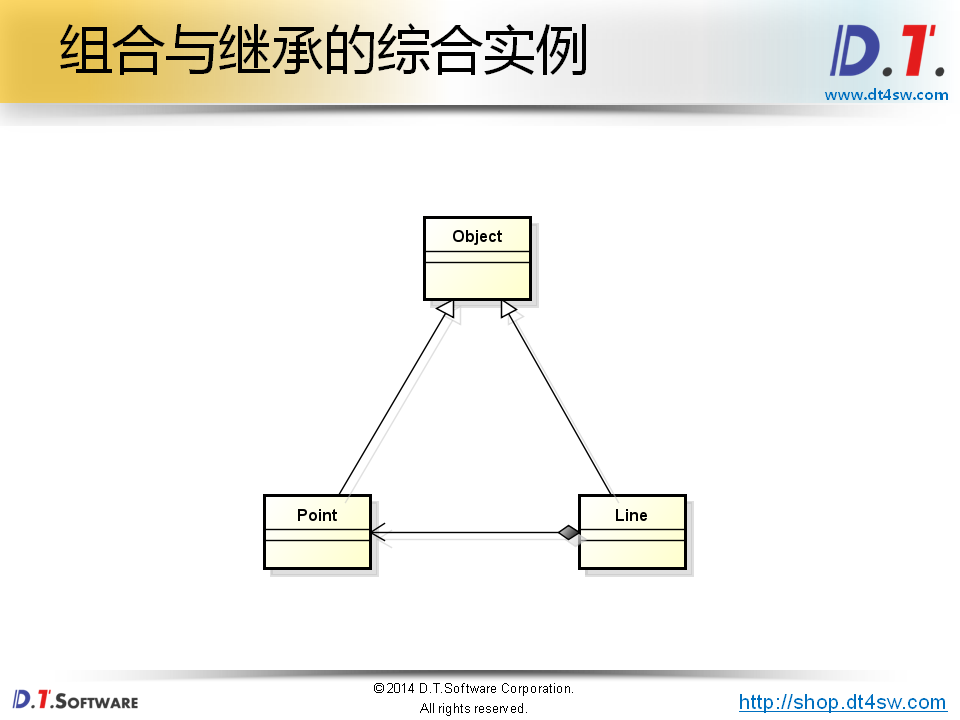 组合与继承的综合实例
D.T.
www.dt4sw.com
Object
Point
Line
D.T.SOFTWARE
©2014 D.T.Software Corporation.
All rights reserved.
http://shop.dt4sw.com